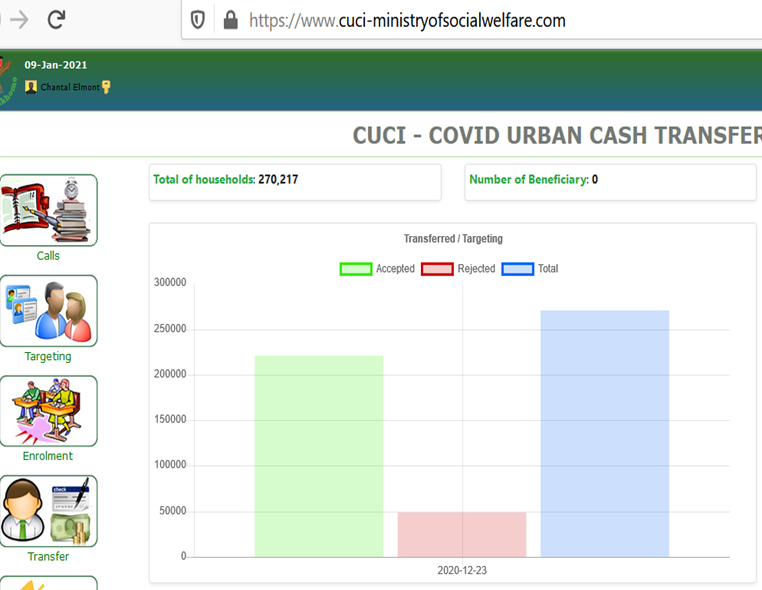 https://www.cuci-ministryofsocialwelfare.com
09-Jan-2021
Chantal Elmont
CUCI - COVID URBAN CASH TRANSFER
Total of households: 270,217
Number of Beneficiary: 0
Calls
Targeting
Enrolment
check
Transfer
Transferred / Targeting
Accepted Rejected Total
300000
250000
200000
150000
100000
50000
0
2020-12-23